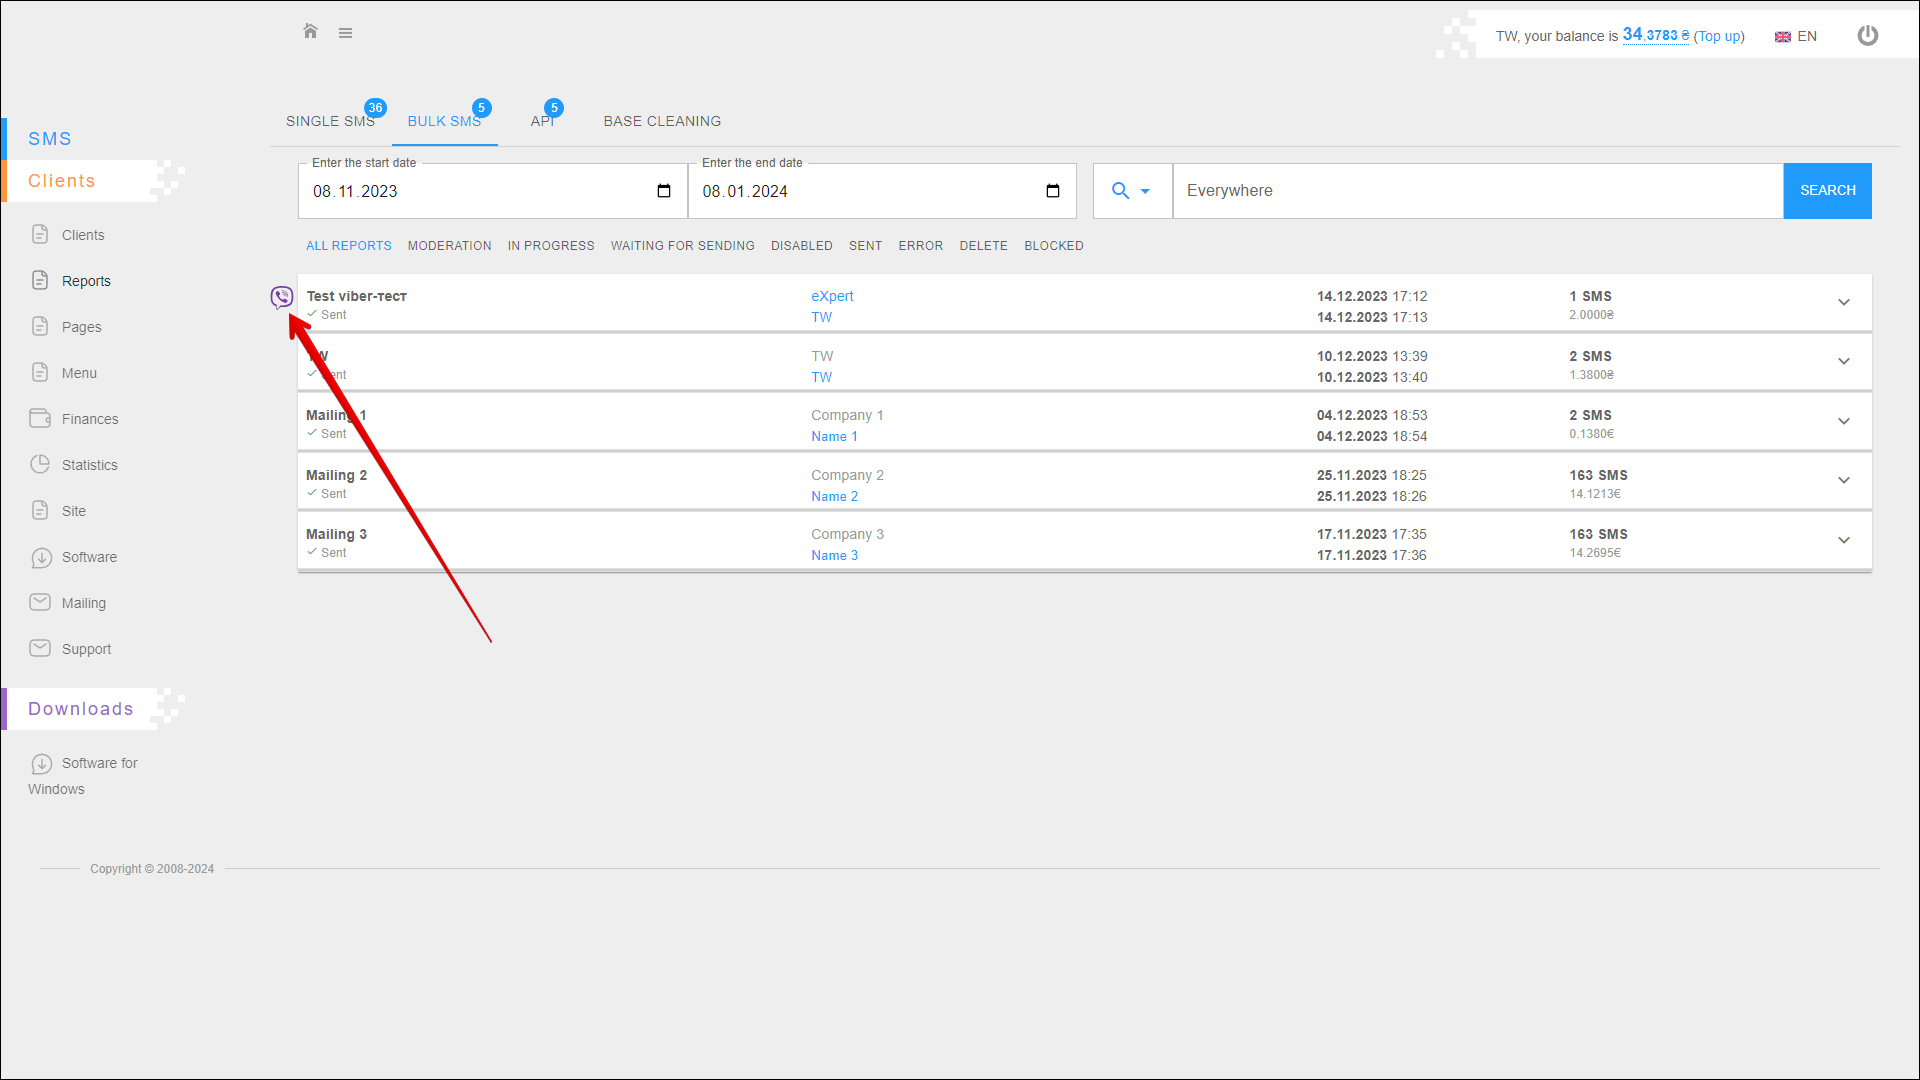 TW, your balance is 34,3783 ₴ (Top up)
EN
SMS
Clients
Clients
Reports
Pages
Menu
Finances
Statistics
Site
Software
Mailing
Support
Downloads
Software for
Windows
SINGLE SMS 36
BULK SMS 5
API 5
BASE CLEANING
Enter the start date
08.11.2023
Enter the end date
08.01.2024
Everywhere
SEARCH
ALL REPORTS MODERATION IN PROGRESS WAITING FOR SENDING DISABLED SENT ERROR DELETE BLOCKED
Test viber-тест
Sent
eXpert
TW
14.12.2023 17:12
14.12.2023 17:13
1 SMS
2.0000₴
TW
10.12.2023 13:39
10.12.2023 13:40
TW
2 SMS
1.3800₴
Mailing 1
Sent
Company 1
Name 1
04.12.2023 18:53
04.12.2023 18:54
2 SMS
0.1380€
Mailing 2
Sent
Company 2
Name 2
25.11.2023 18:25
25.11.2023 18:26
163 SMS
14.1213€
Mailing 3
Sent
Company 3
Name 3
17.11.2023 17:35
17.11.2023 17:36
163 SMS
14.2695€
Copyright © 2008-2024